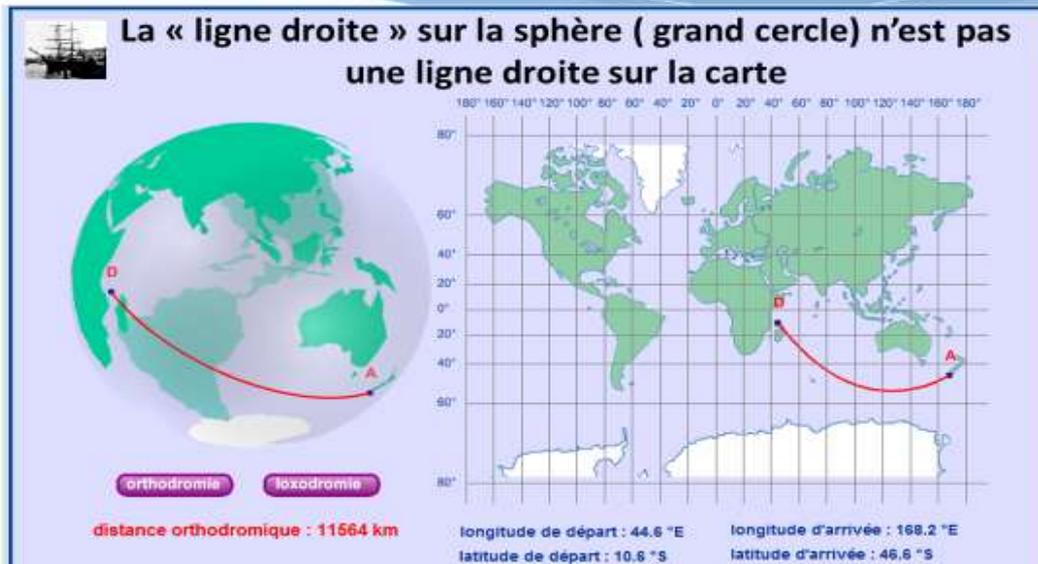 La « ligne droite » sur la sphère ( grand cercle) n’est pas
une ligne droite sur la carte
180° 160° 140° 120° 100° 80° 60° 40° 20° 0° 20° 40° 60° 80° 100° 120° 140° 160° 180°
80°
60°
40°
20°
0°
20°
40°
60°
80°
D
A
D
A
orthodromie loxodromie
distance orthodromique : 11564 km
longitude de départ : 44.6 °E
latitude de départ : 10.6 °S
longitude d'arrivée : 168.2 °E
latitude d'arrivée : 46.6 °S